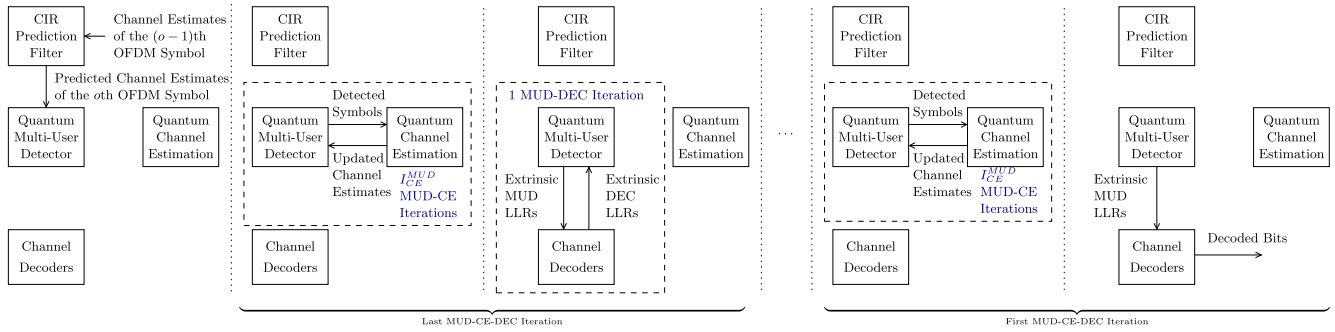 CIR
Prediction
Filter
Channel Estimates
of the (o − 1)th
OFDM Symbol
Predicted Channel Estimates
of the oth OFDM Symbol
Quantum
Multi-User
Detector
Quantum
Channel
Estimation
CIR
Prediction
Filter
Detected
Symbols
Quantum
Multi-User
Detector
Quantum
Channel
Estimation
Updated
Channel
Estimates
I_{CE}^{MUD}
MUD-CE
Iterations
Channel
Decoders
Channel
Decoders
CIR
Prediction
Filter
1 MUD-DEC Iteration
Quantum
Multi-User
Detector
Quantum
Channel
Estimation
Extrinsic
MUD
LLRs
Extrinsic
DEC
LLRs
Channel
Decoders
Last MUD-CE-DEC Iteration
...
CIR
Prediction
Filter
Detected
Symbols
Quantum
Multi-User
Detector
Quantum
Channel
Estimation
Updated
Channel
Estimates
I_{CE}^{MUD}
MUD-CE
Iterations
Channel
Decoders
CIR
Prediction
Filter
Quantum
Multi-User
Detector
Quantum
Channel
Estimation
Extrinsic
MUD
LLRs
Channel
Decoders
Decoded Bits
First MUD-CE-DEC Iteration